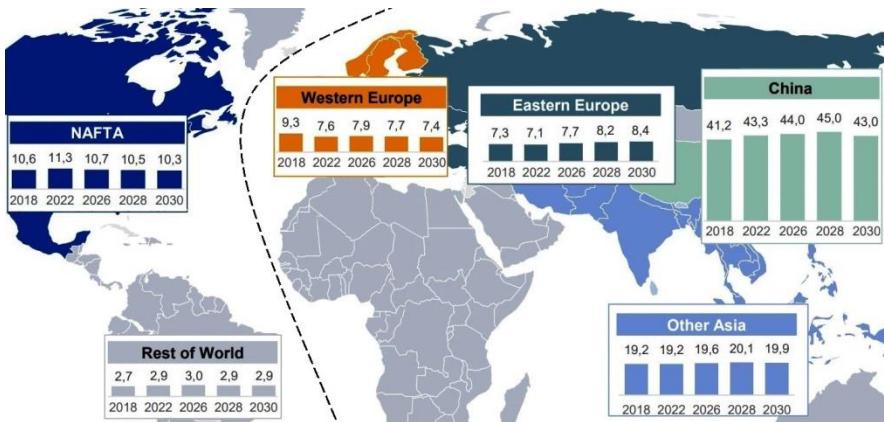 NAFTA
10,6 11,3 10,7 10,5 10,3
2018 2022 2026 2028 2030
Western Europe
9,3 7,6 7,9 7,7 7,4
2018 2022 2026 2028 2030
Eastern Europe
7,3 7,1 7,7 8,2 8,4
2018 2022 2026 2028 2030
China
41,2 43,3 44,0 45,0 43,0
2018 2022 2026 2028 2030
Rest of World
2,7 2,9 3,0 2,9 2,9
2018 2022 2026 2028 2030
Other Asia
19,2 19,2 19,6 20,1 19,9
2018 2022 2026 2028 2030